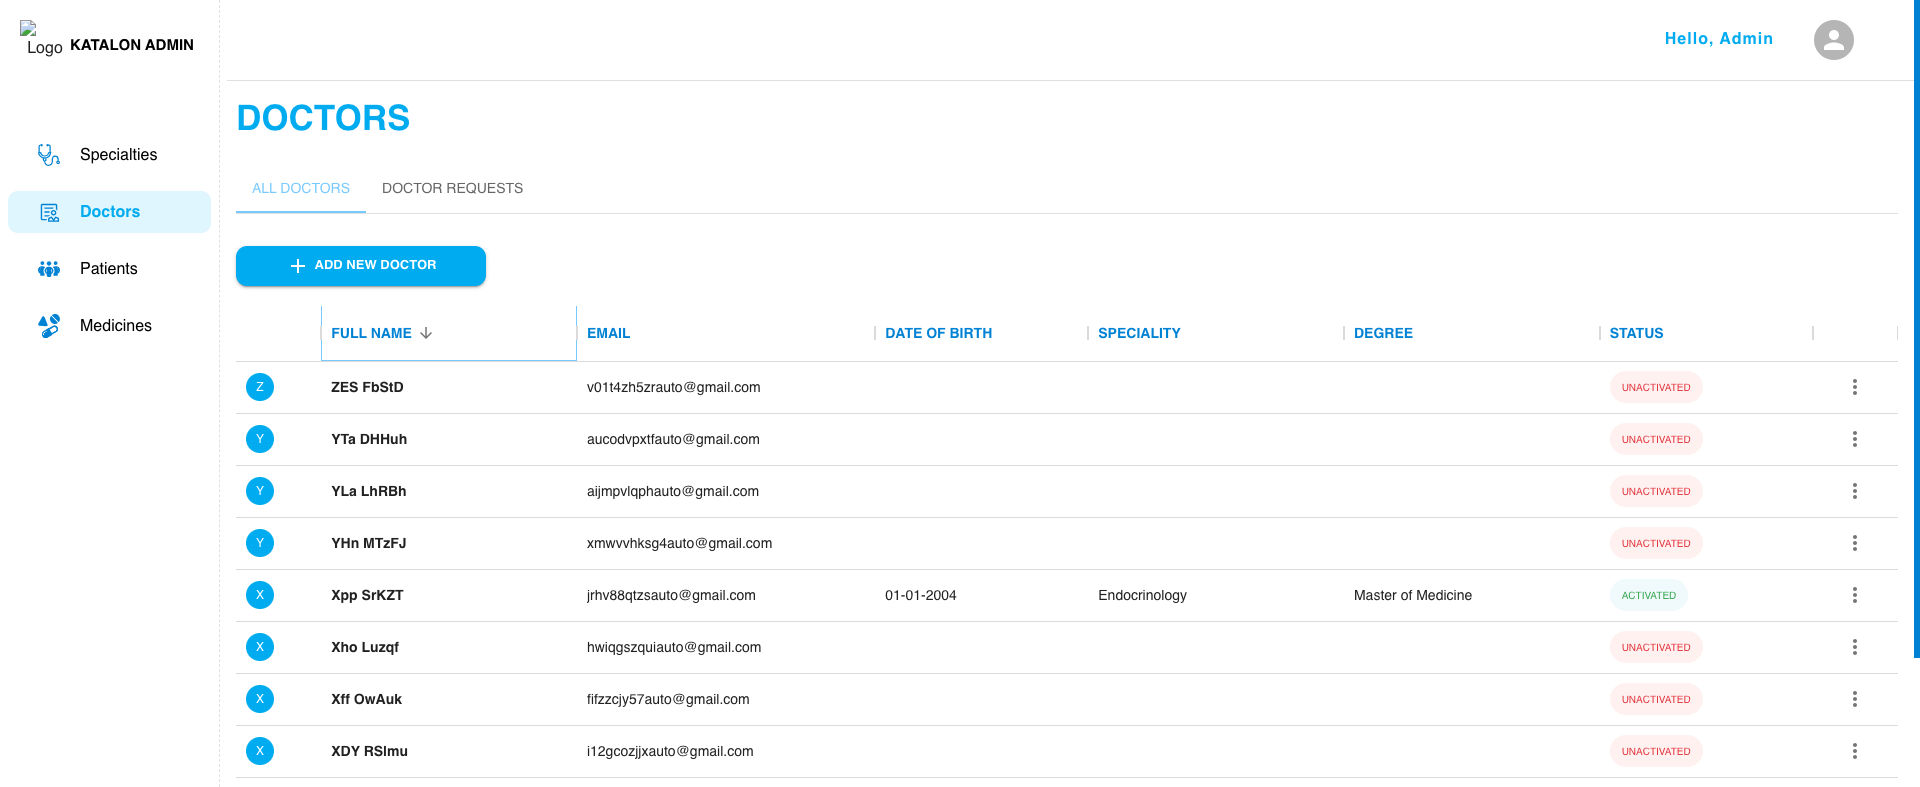 Logo KATALON ADMIN
Hello, Admin
Specialties
Doctors
Patients
Medicines
DOCTORS
ALL DOCTORS DOCTOR REQUESTS
ADD NEW DOCTOR
FULL NAME EMAIL DATE OF BIRTH SPECIALITY DEGREE STATUS
Z ZES FbStD v01t4zh5zrauto@gmail.com UNACTIVATED
Y YTa DHHuh aucodvpxtfauto@gmail.com UNACTIVATED
Y YLa LhRBh aijmpvlqphauto@gmail.com UNACTIVATED
Y YHn MTzFJ xmwvvhksg4auto@gmail.com UNACTIVATED
X Xpp SrKZT jrhv88qtzsauto@gmail.com 01-01-2004 Endocrinology Master of Medicine ACTIVATED
X Xho Luzqf hwiqgszquiauto@gmail.com UNACTIVATED
X Xff OwAuk fifzzcjy57auto@gmail.com UNACTIVATED
X XDY RSlmu i12gcozjjxauto@gmail.com UNACTIVATED